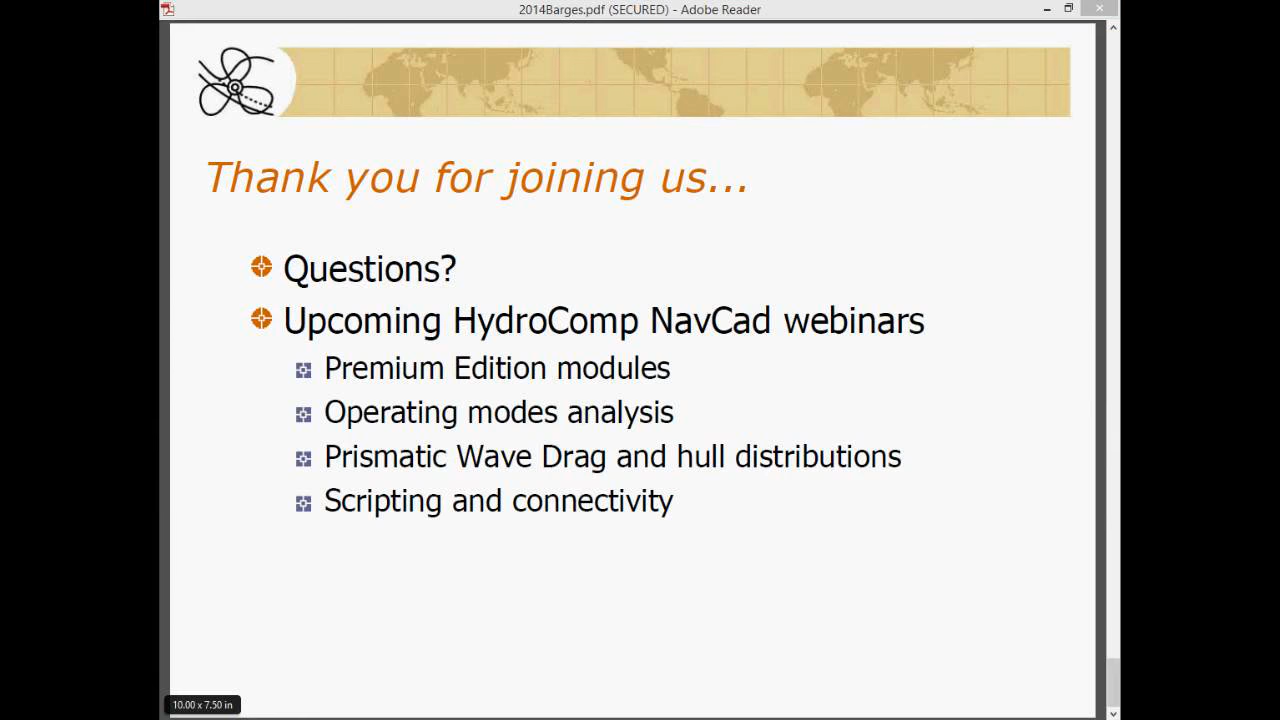 2014Barges.pdf (SECURED) - Adobe Reader
Thank you for joining us...
Questions?
Upcoming HydroComp NavCad webinars
Premium Edition modules
Operating modes analysis
Prismatic Wave Drag and hull distributions
Scripting and connectivity
10.00 x 7.50 in